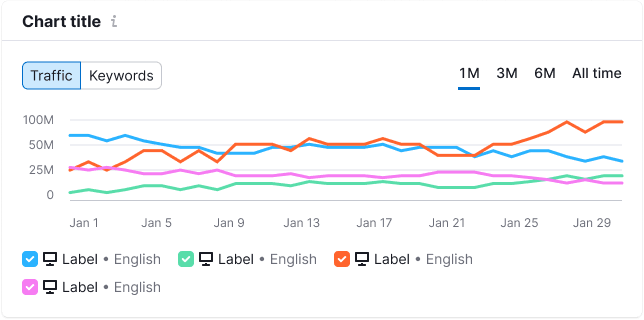 Chart title
Traffic Keywords 1M 3M 6M All time
100M
50M
25M
0
Jan 1 Jan 5 Jan 9 Jan 13 Jan 17 Jan 21 Jan 25 Jan 29
Label • English Label • English Label • English
Label • English